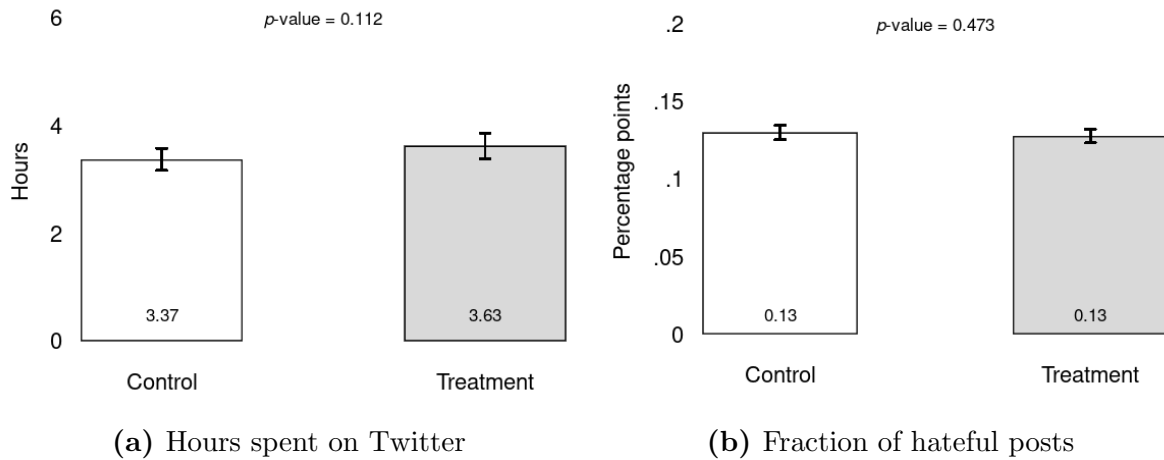 p-value = 0.112
6
4
2
0
Hours
3.37
3.63
Control
Treatment
(a) Hours spent on Twitter
p-value = 0.473
.2
.15
.1
.05
0
Percentage points
0.13
0.13
Control
Treatment
(b) Fraction of hateful posts